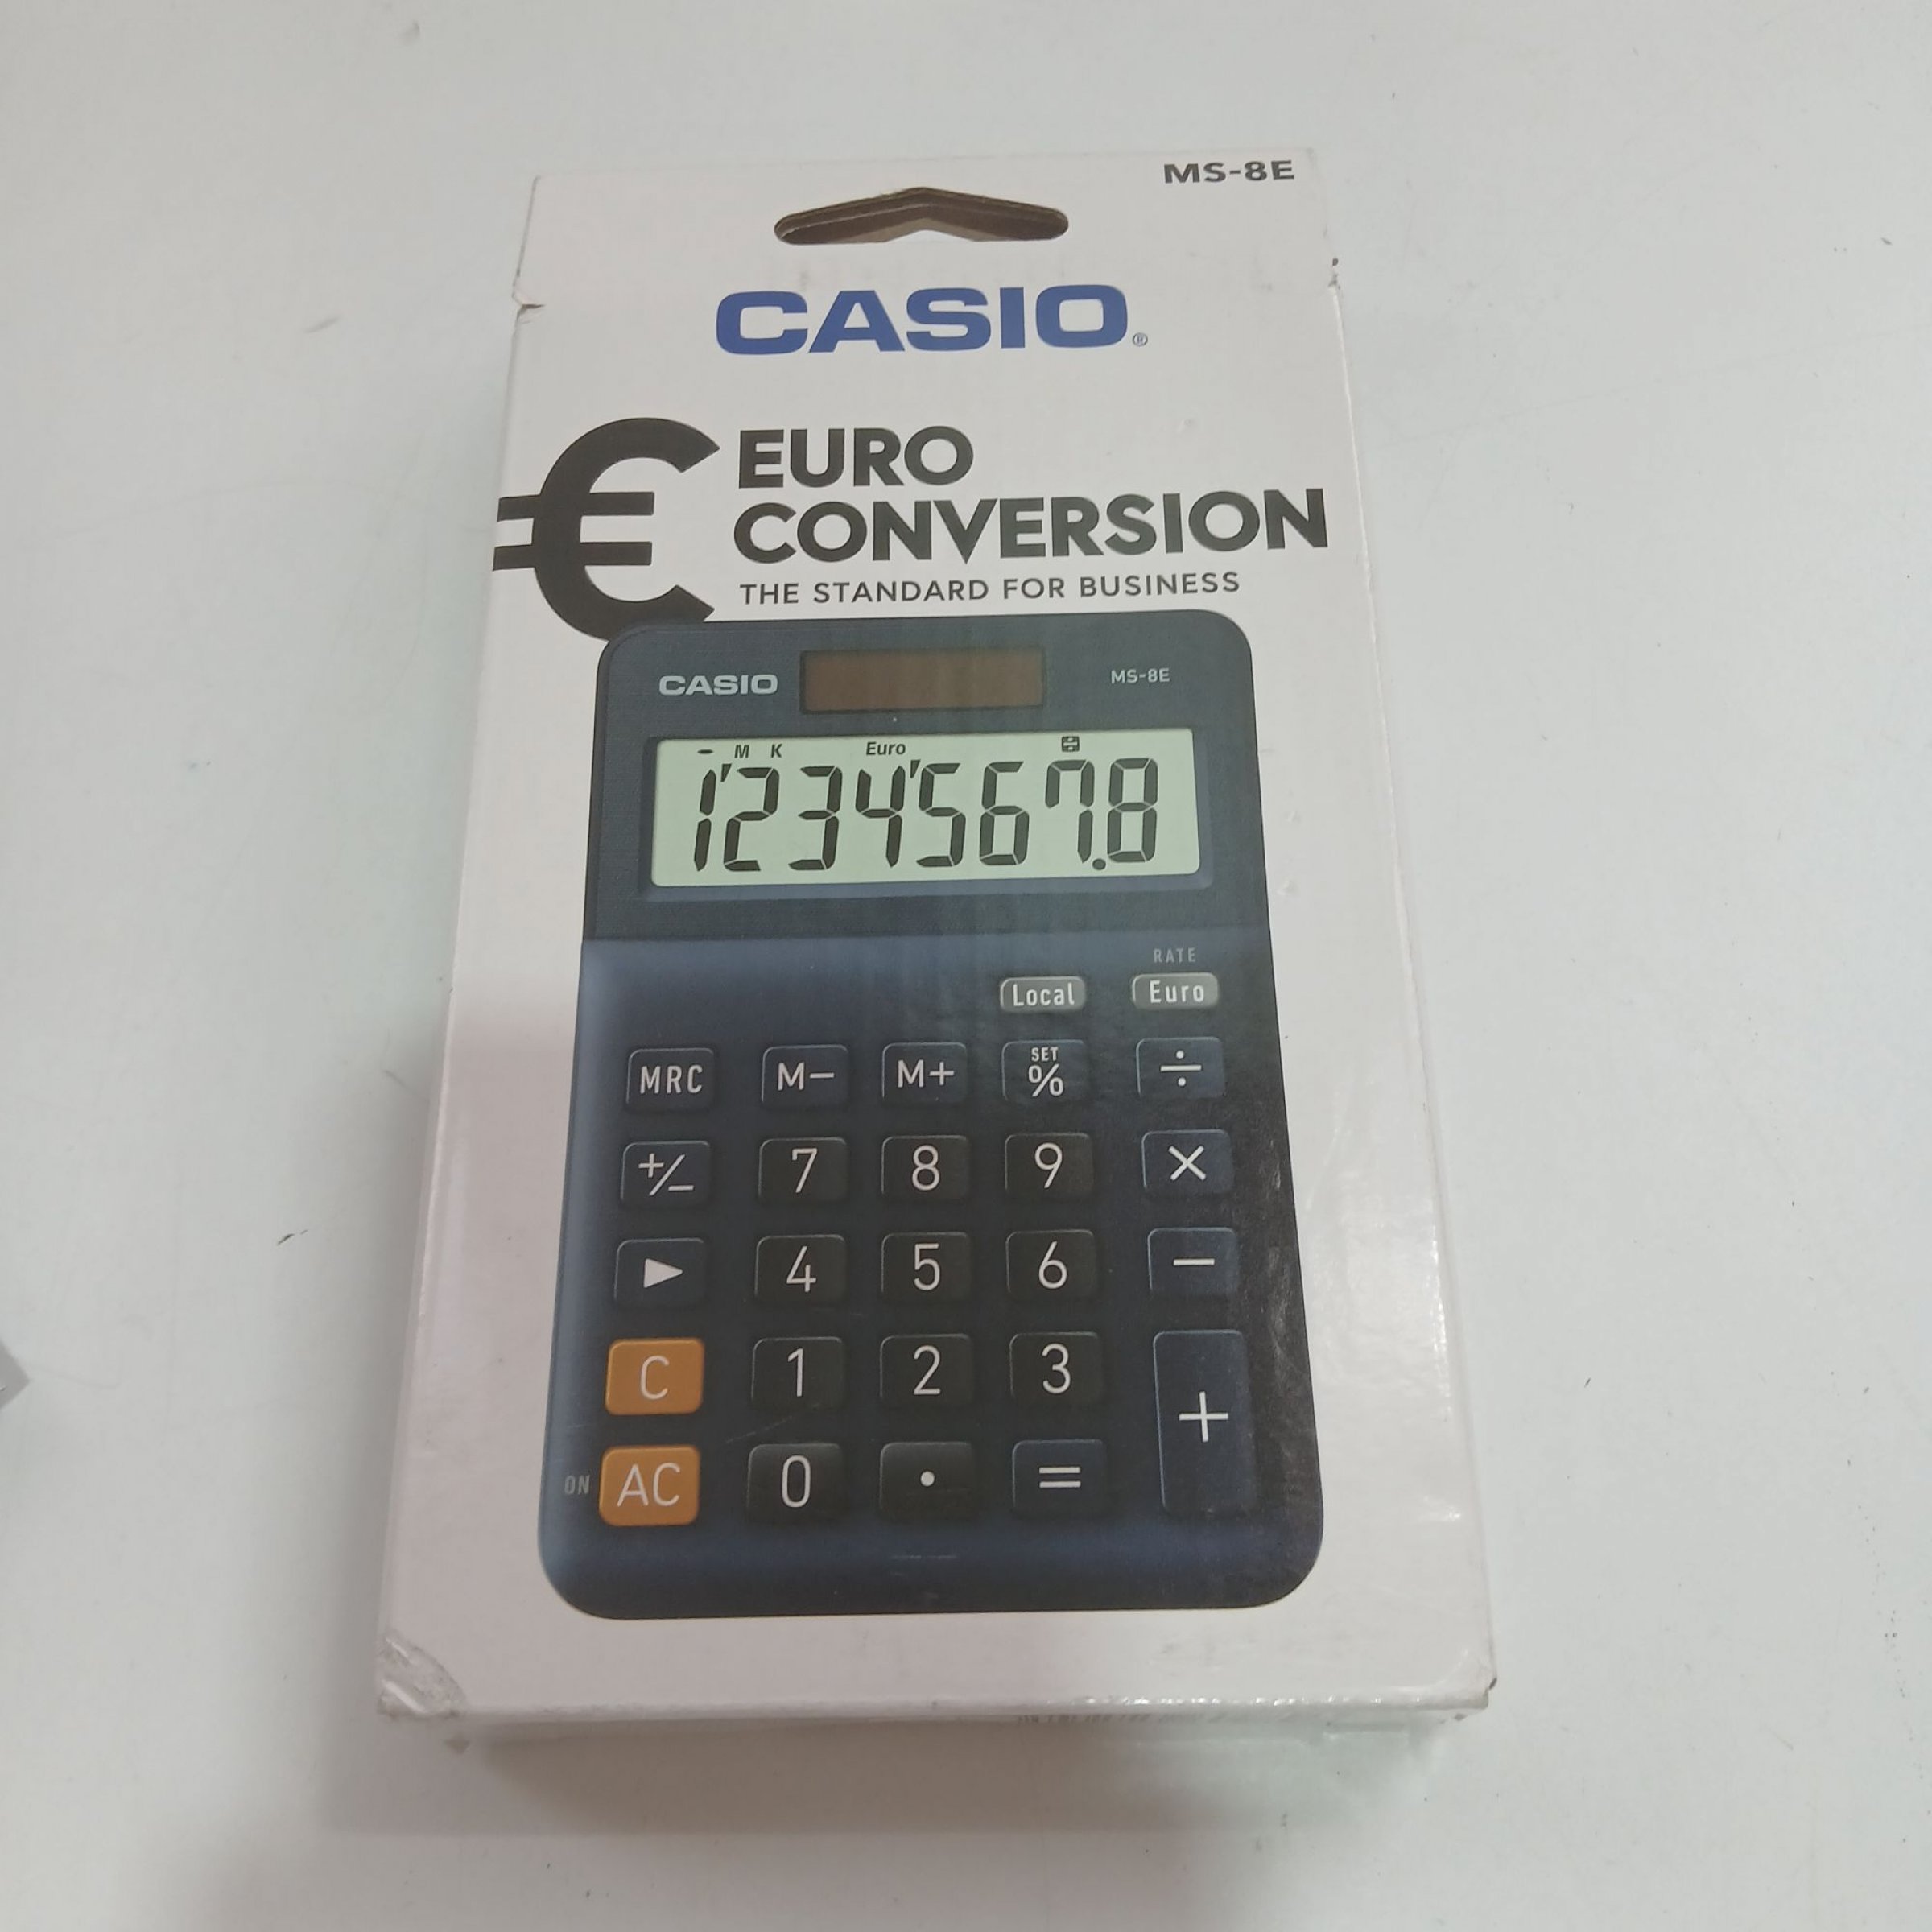 MS-8E
CASIO®
€ EURO
CONVERSION
THE STANDARD FOR BUSINESS
CASIO MS-8E
- M K Euro
1'234'567.8
RATE
Local Euro
MRC M− M+ SET % ÷
+/− 7 8 9 ×
▶ 4 5 6 −
C 1 2 3
+
ON AC 0 . =